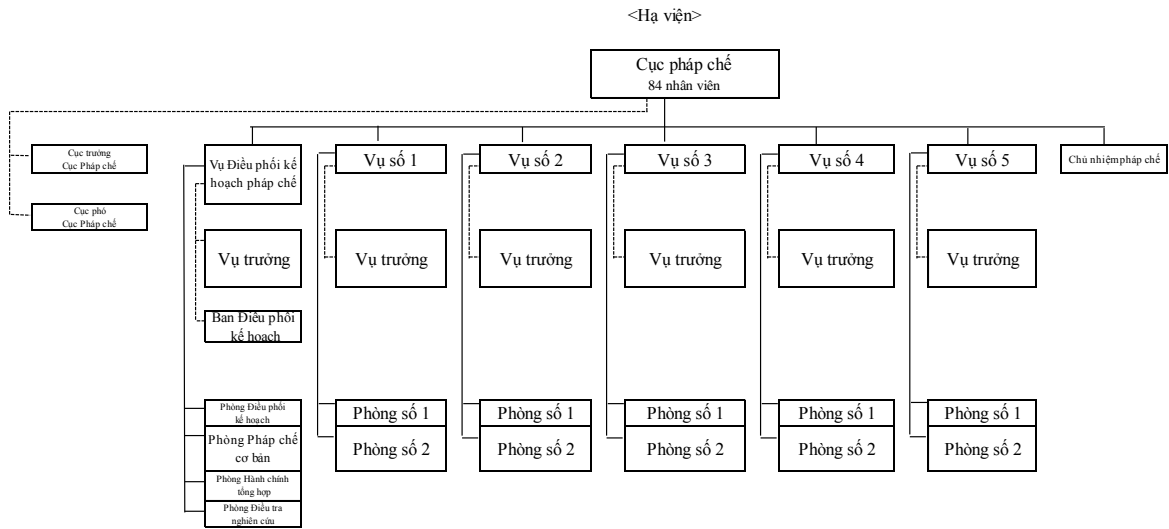 <Hạ viện>
Cục pháp chế
84 nhân viên
Cục trưởng
Cục Pháp chế
Cục phó
Cục Pháp chế
Vụ Điều phối kế
hoạch pháp chế
Vụ số 1
Vụ số 2
Vụ số 3
Vụ số 4
Vụ số 5
Chủ nhiệm pháp chế
Vụ trưởng
Vụ trưởng
Vụ trưởng
Vụ trưởng
Vụ trưởng
Vụ trưởng
Ban Điều phối
kế hoạch
Phòng Điều phối
kế hoạch
Phòng Pháp chế
cơ bản
Phòng Hành chính
tổng hợp
Phòng Điều tra
nghiên cứu
Phòng số 1
Phòng số 2
Phòng số 1
Phòng số 2
Phòng số 1
Phòng số 2
Phòng số 1
Phòng số 2
Phòng số 1
Phòng số 2